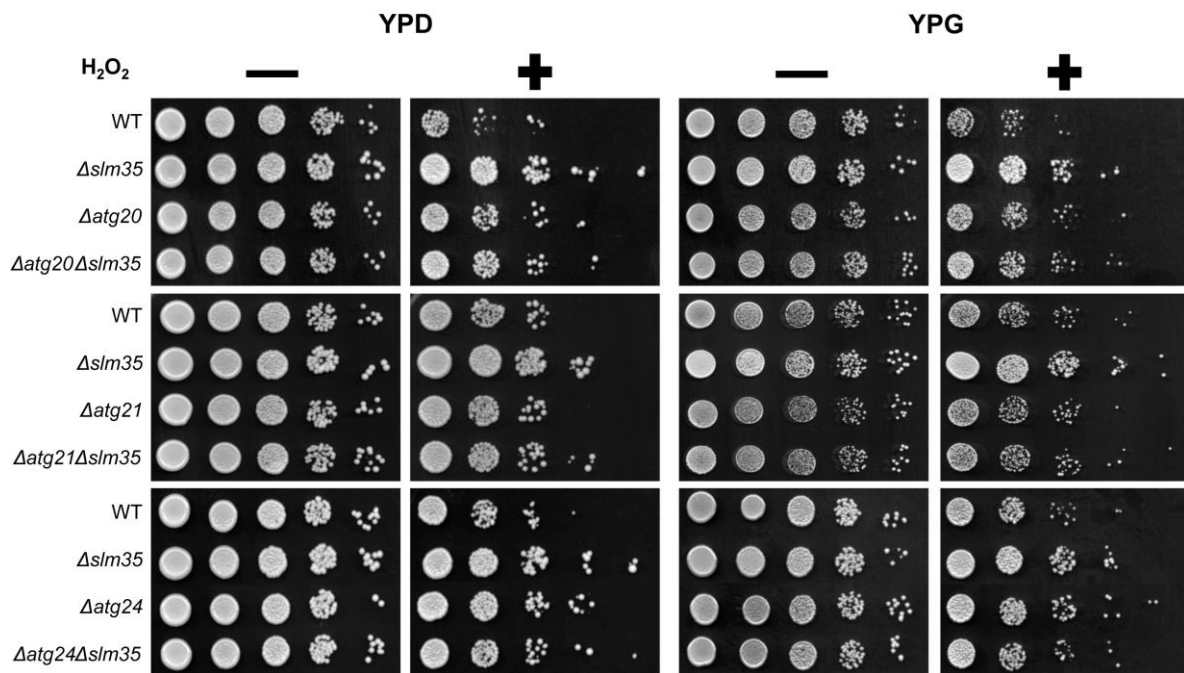 YPD YPG
H₂O₂ — + — +
WT
Δslm35
Δatg20
Δatg20Δslm35
WT
Δslm35
Δatg21
Δatg21Δslm35
WT
Δslm35
Δatg24
Δatg24Δslm35